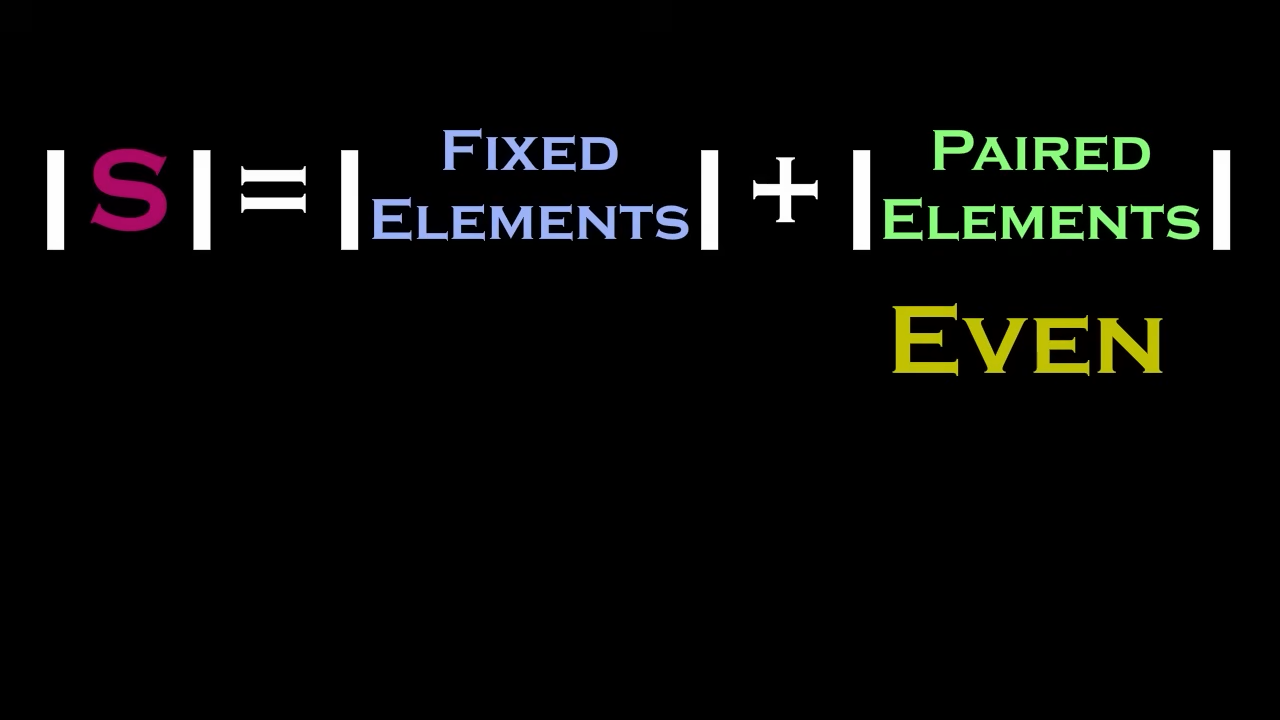 |S| = |Fixed Elements| + |Paired Elements|
Even